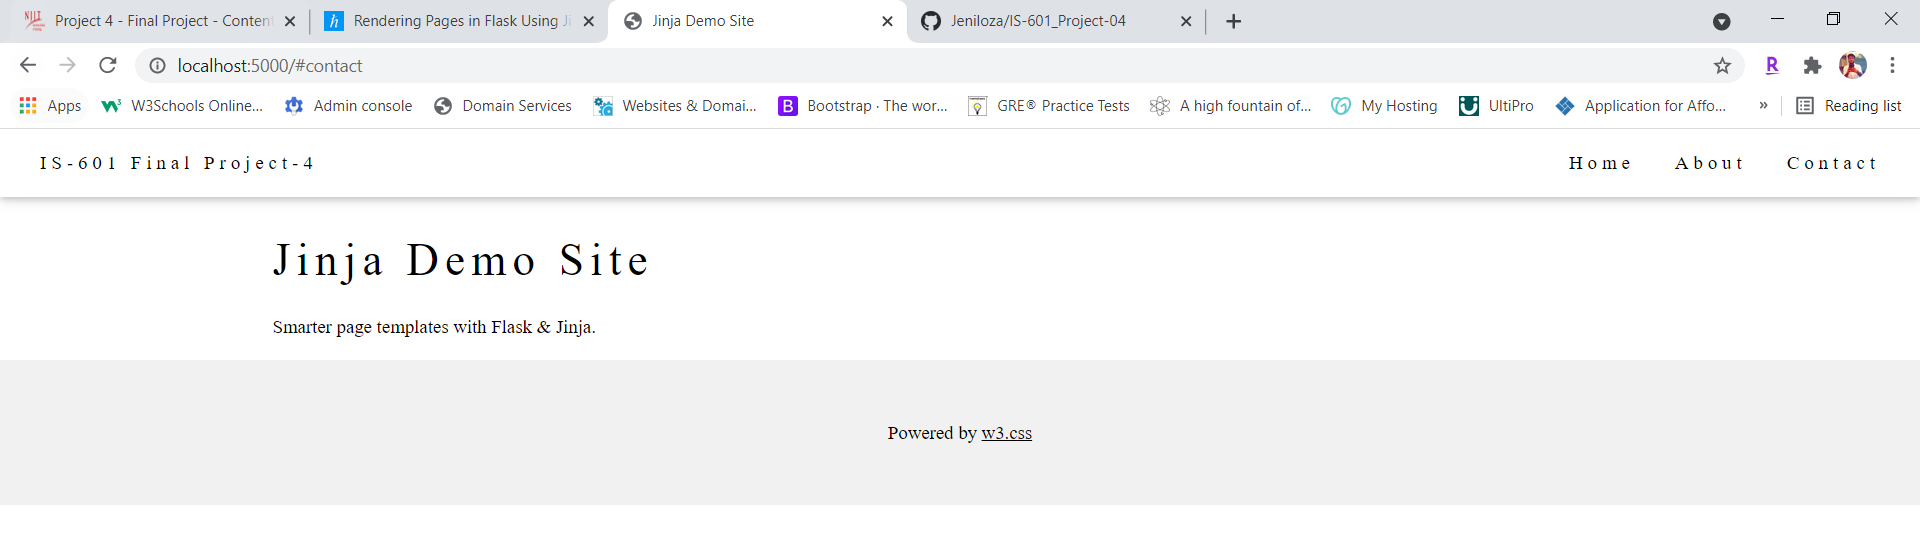 Project 4 - Final Project - Conten
Rendering Pages in Flask Using Ji
Jinja Demo Site
Jeniloza/IS-601_Project-04
localhost:5000/#contact
Apps
W3Schools Online...
Admin console
Domain Services
Websites & Domai...
Bootstrap · The wor...
GRE® Practice Tests
A high fountain of...
My Hosting
UltiPro
Application for Affo...
»
Reading list
IS-601 Final Project-4
Home
About
Contact
Jinja Demo Site
Smarter page templates with Flask & Jinja.
Powered by w3.css